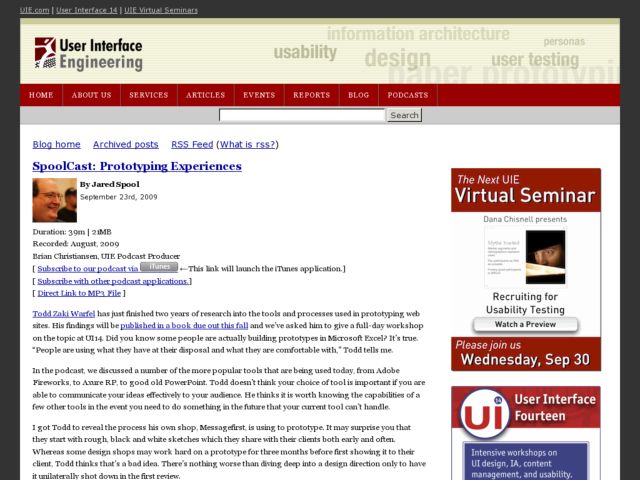 UIE.com | User Interface 14 | UIE Virtual Seminars
User Interface
Engineering
information architecture
personas
usability
design
user testing
paper prototypin
HOME
ABOUT US
SERVICES
ARTICLES
EVENTS
REPORTS
BLOG
PODCASTS
Search
Blog home
Archived posts
RSS Feed (What is rss?)
SpoolCast: Prototyping Experiences
By Jared Spool
September 23rd, 2009
Duration: 39m | 21MB
Recorded: August, 2009
Brian Christiansen, UIE Podcast Producer
[ Subscribe to our podcast via iTunes ←This link will launch the iTunes application.]
[ Subscribe with other podcast applications.]
[ Direct Link to MP3 File ]
Todd Zaki Warfel has just finished two years of research into the tools and processes used in prototyping web
sites. His findings will be published in a book due out this fall and we've asked him to give a full-day workshop
on the topic at UI14. Did you know some people are actually building prototypes in Microsoft Excel? It's true.
"People are using what they have at their disposal and what they are comfortable with," Todd tells me.
In the podcast, we discussed a number of the more popular tools that are being used today, from Adobe
Fireworks, to Axure RP, to good old PowerPoint. Todd doesn't think your choice of tool is important if you are
able to communicate your ideas effectively to your audience. He thinks it is worth knowing the capabilities of a
few other tools in the event you need to do something in the future that your current tool can't handle.
I got Todd to reveal the process his own shop, Messagefirst, is using to prototype. It may surprise you that
they start with rough, black and white sketches which they share with their clients both early and often.
Whereas some design shops may work hard on a prototype for three months before first showing it to their
client, Todd thinks that's a bad idea. There's nothing worse than diving deep into a design direction only to have
it unilaterally shot down in the first review.
The Next UIE
Virtual Seminar
Dana Chisnell presents
Recruiting for
Usability Testing
Watch a Preview
Please join us
Wednesday, Sep 30
UI 14
User Interface
Fourteen
Intensive workshops on
UI design, IA, content
management, and usability.